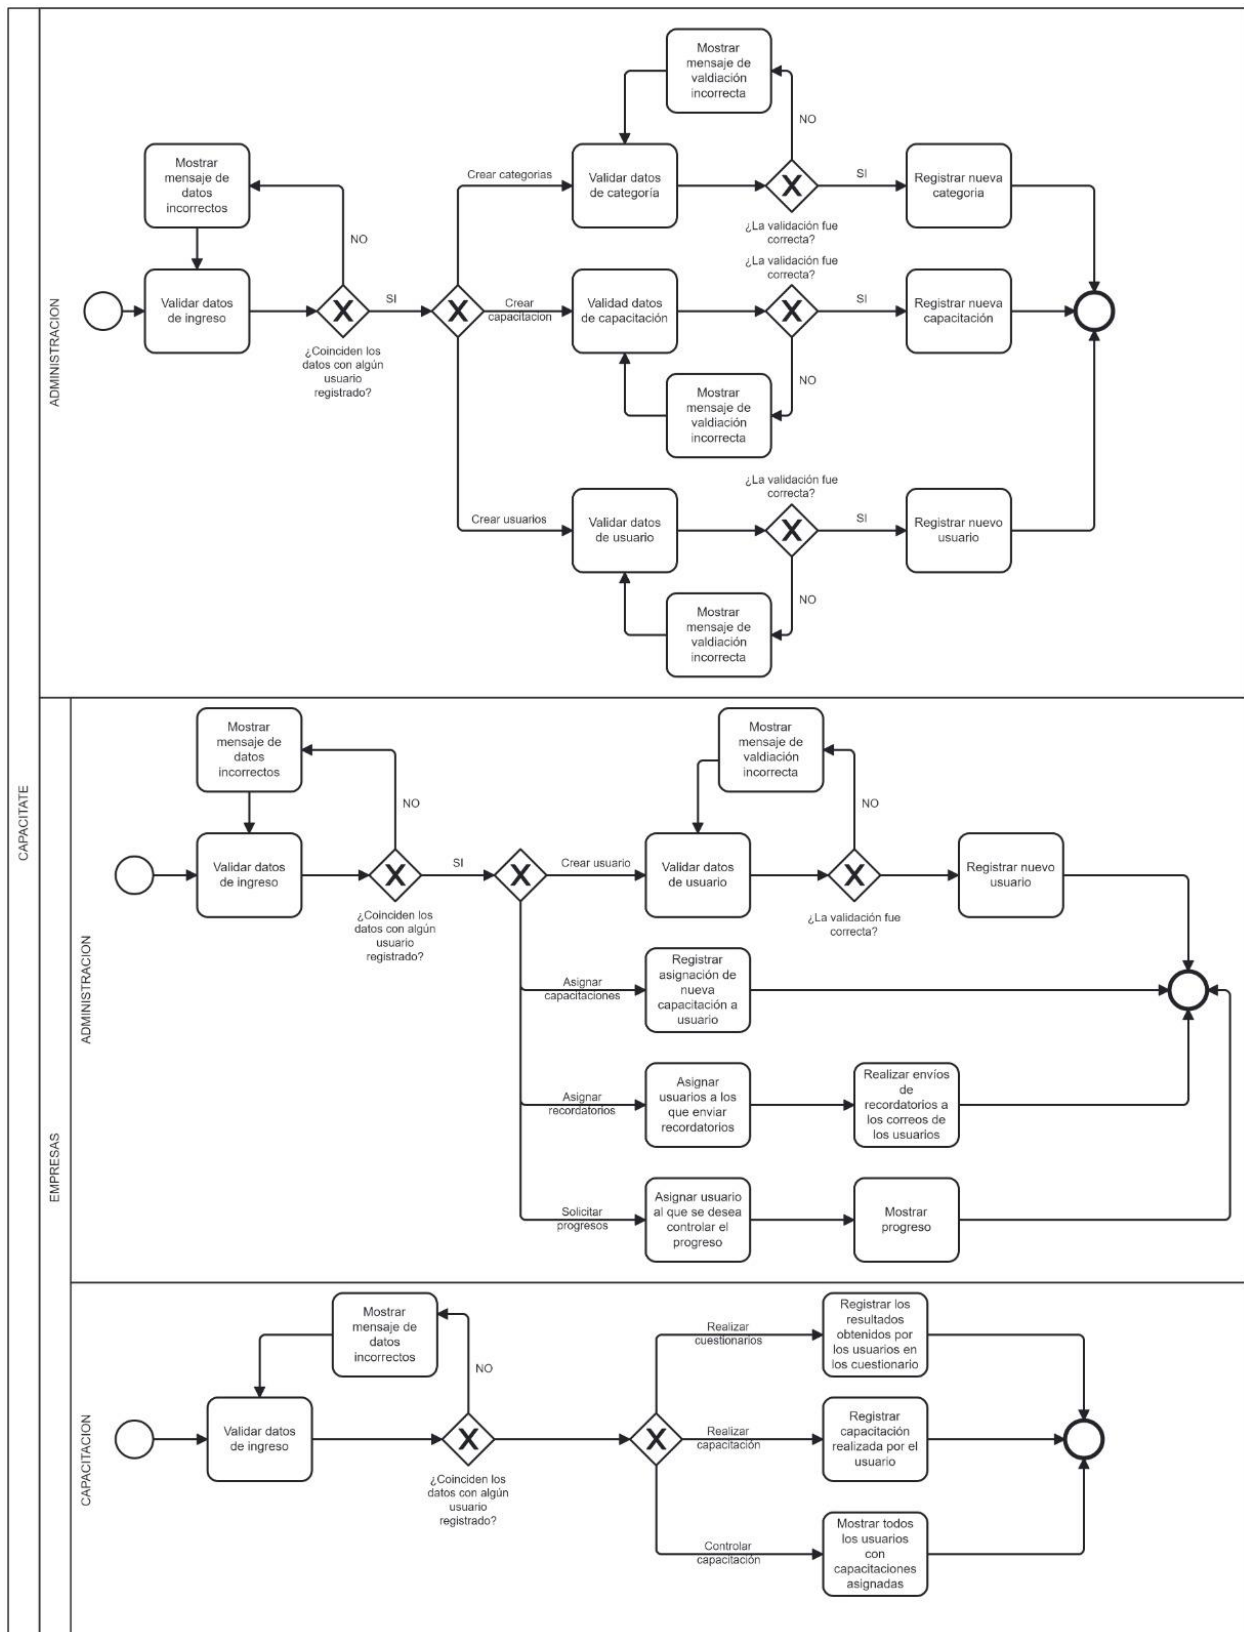 CAPACITATE
ADMINISTRACION
Mostrar
mensaje de
datos
incorrectos
NO
Validar datos
de ingreso
SI
¿Coinciden los
datos con algún
usuario
registrado?
Crear categorias
Validar datos
de categoría
Mostrar
mensaje de
valdiación
incorrecta
NO
SI
¿La validación fue
correcta?
Registrar nueva
categoria
Crear
capacitacion
Validad datos
de capacitación
¿La validación fue
correcta?
SI
NO
Registrar nueva
capacitación
Mostrar
mensaje de
valdiación
incorrecta
Crear usuarios
Validar datos
de usuario
¿La validación fue
correcta?
SI
NO
Registrar nuevo
usuario
Mostrar
mensaje de
valdiación
incorrecta
EMPRESAS
ADMINISTRACION
Mostrar
mensaje de
datos
incorrectos
NO
Validar datos
de ingreso
SI
¿Coinciden los
datos con algún
usuario
registrado?
Crear usuario
Mostrar
mensaje de
valdiación
incorrecta
NO
Validar datos
de usuario
¿La validación fue
correcta?
Registrar nuevo
usuario
Asignar
capacitaciones
Registrar
asignación de
nueva
capacitación a
usuario
Asignar
recordatorios
Asignar
usuarios a los
que enviar
recordatorios
Realizar envíos
de
recordatorios a
los correos de
los usuarios
Solicitar
progresos
Asignar usuario
al que se desea
controlar el
progreso
Mostrar
progreso
CAPACITACION
Mostrar
mensaje de
datos
incorrectos
NO
Validar datos
de ingreso
¿Coinciden los
datos con algún
usuario
registrado?
Realizar
cuestionarios
Registrar los
resultados
obtenidos por
los usuarios en
los cuestionario
Realizar
capacitación
Registrar
capacitación
realizada por el
usuario
Controlar
capacitación
Mostrar todos
los usuarios
con
capacitaciones
asignadas